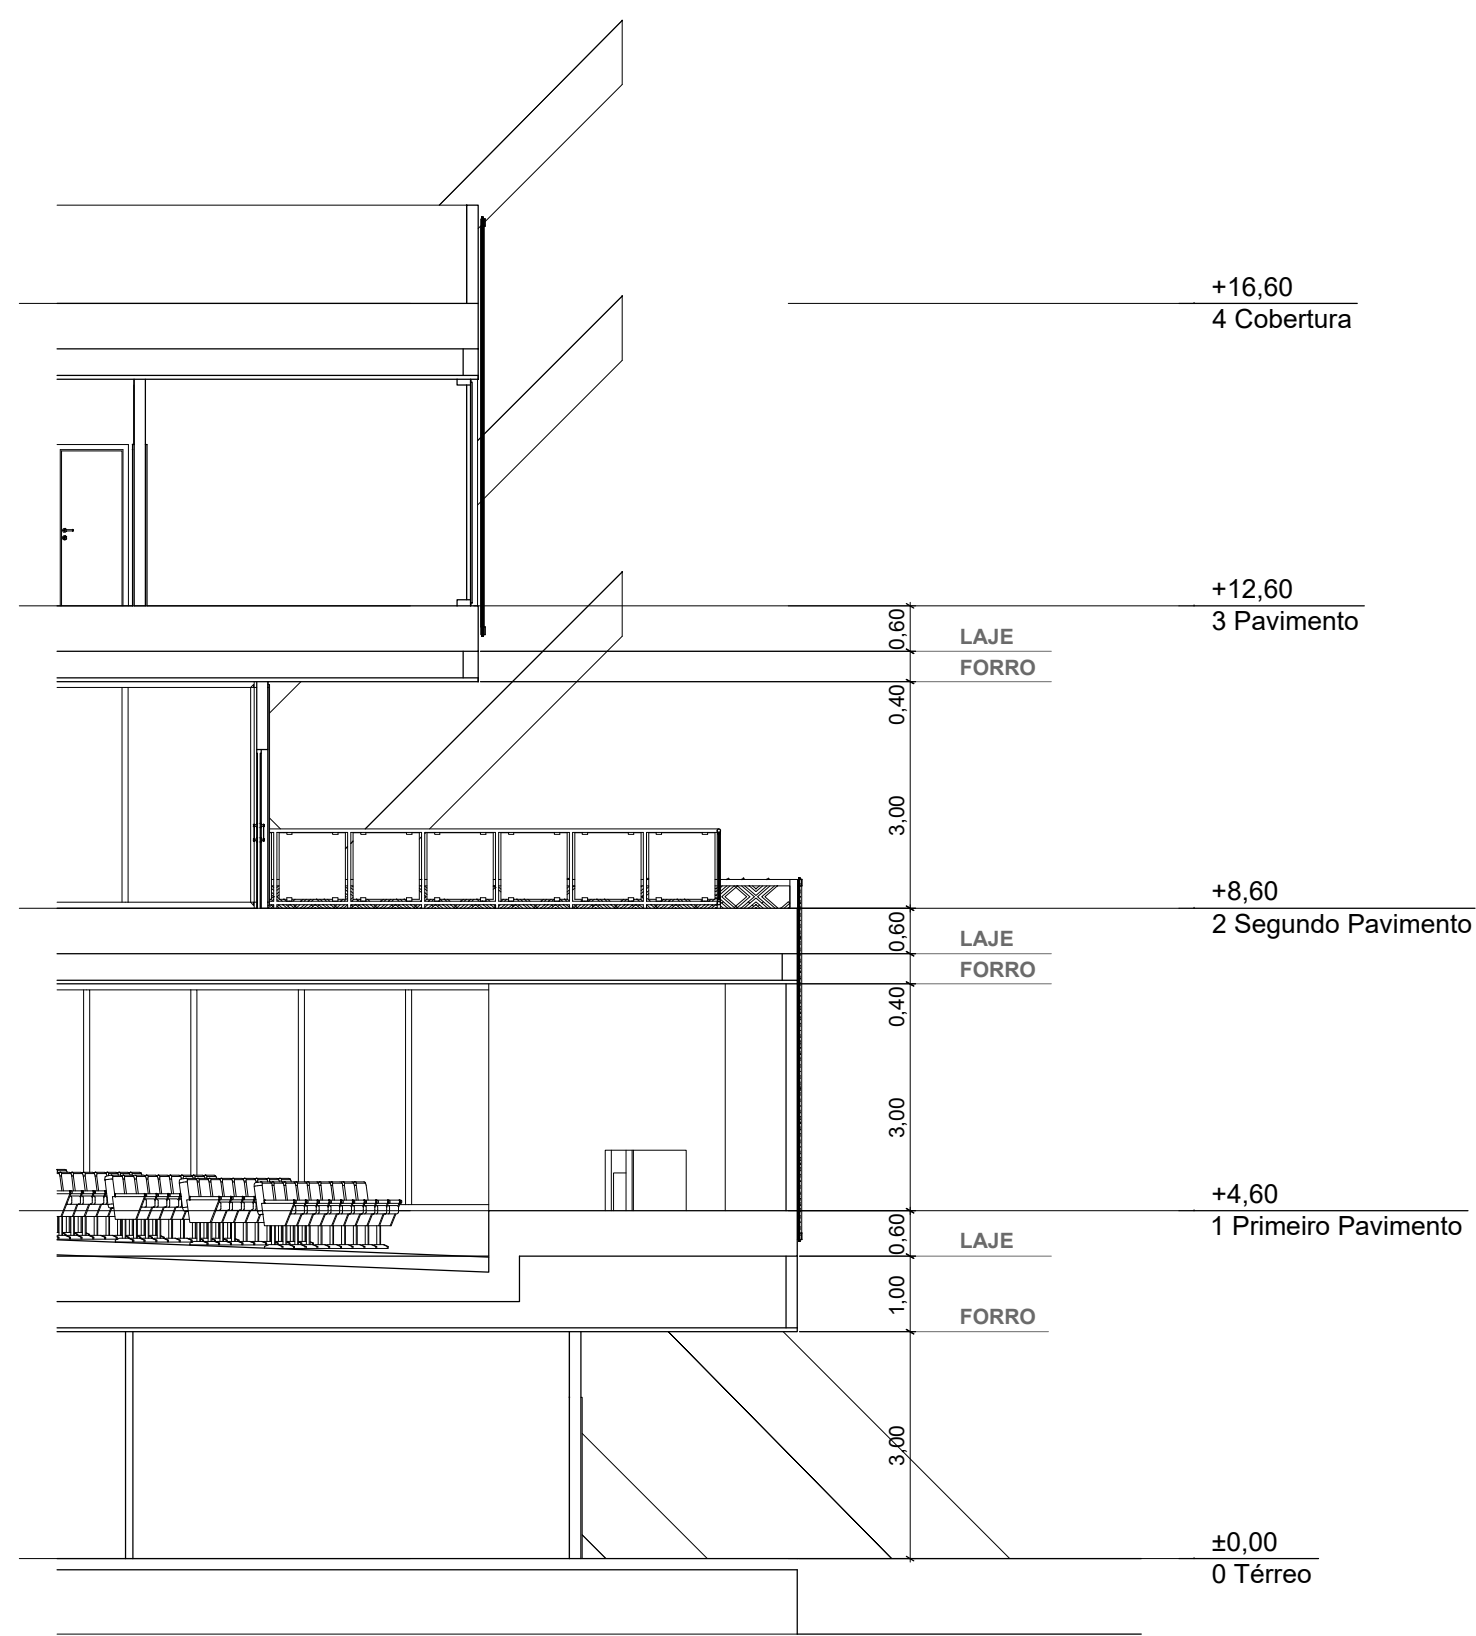 +16,60
4 Cobertura
+12,60
3 Pavimento
0,60
LAJE
FORRO
0,40
3,00
+8,60
2 Segundo Pavimento
0,60
LAJE
FORRO
0,40
3,00
+4,60
1 Primeiro Pavimento
0,60
LAJE
1,00
FORRO
3,00
±0,00
0 Térreo